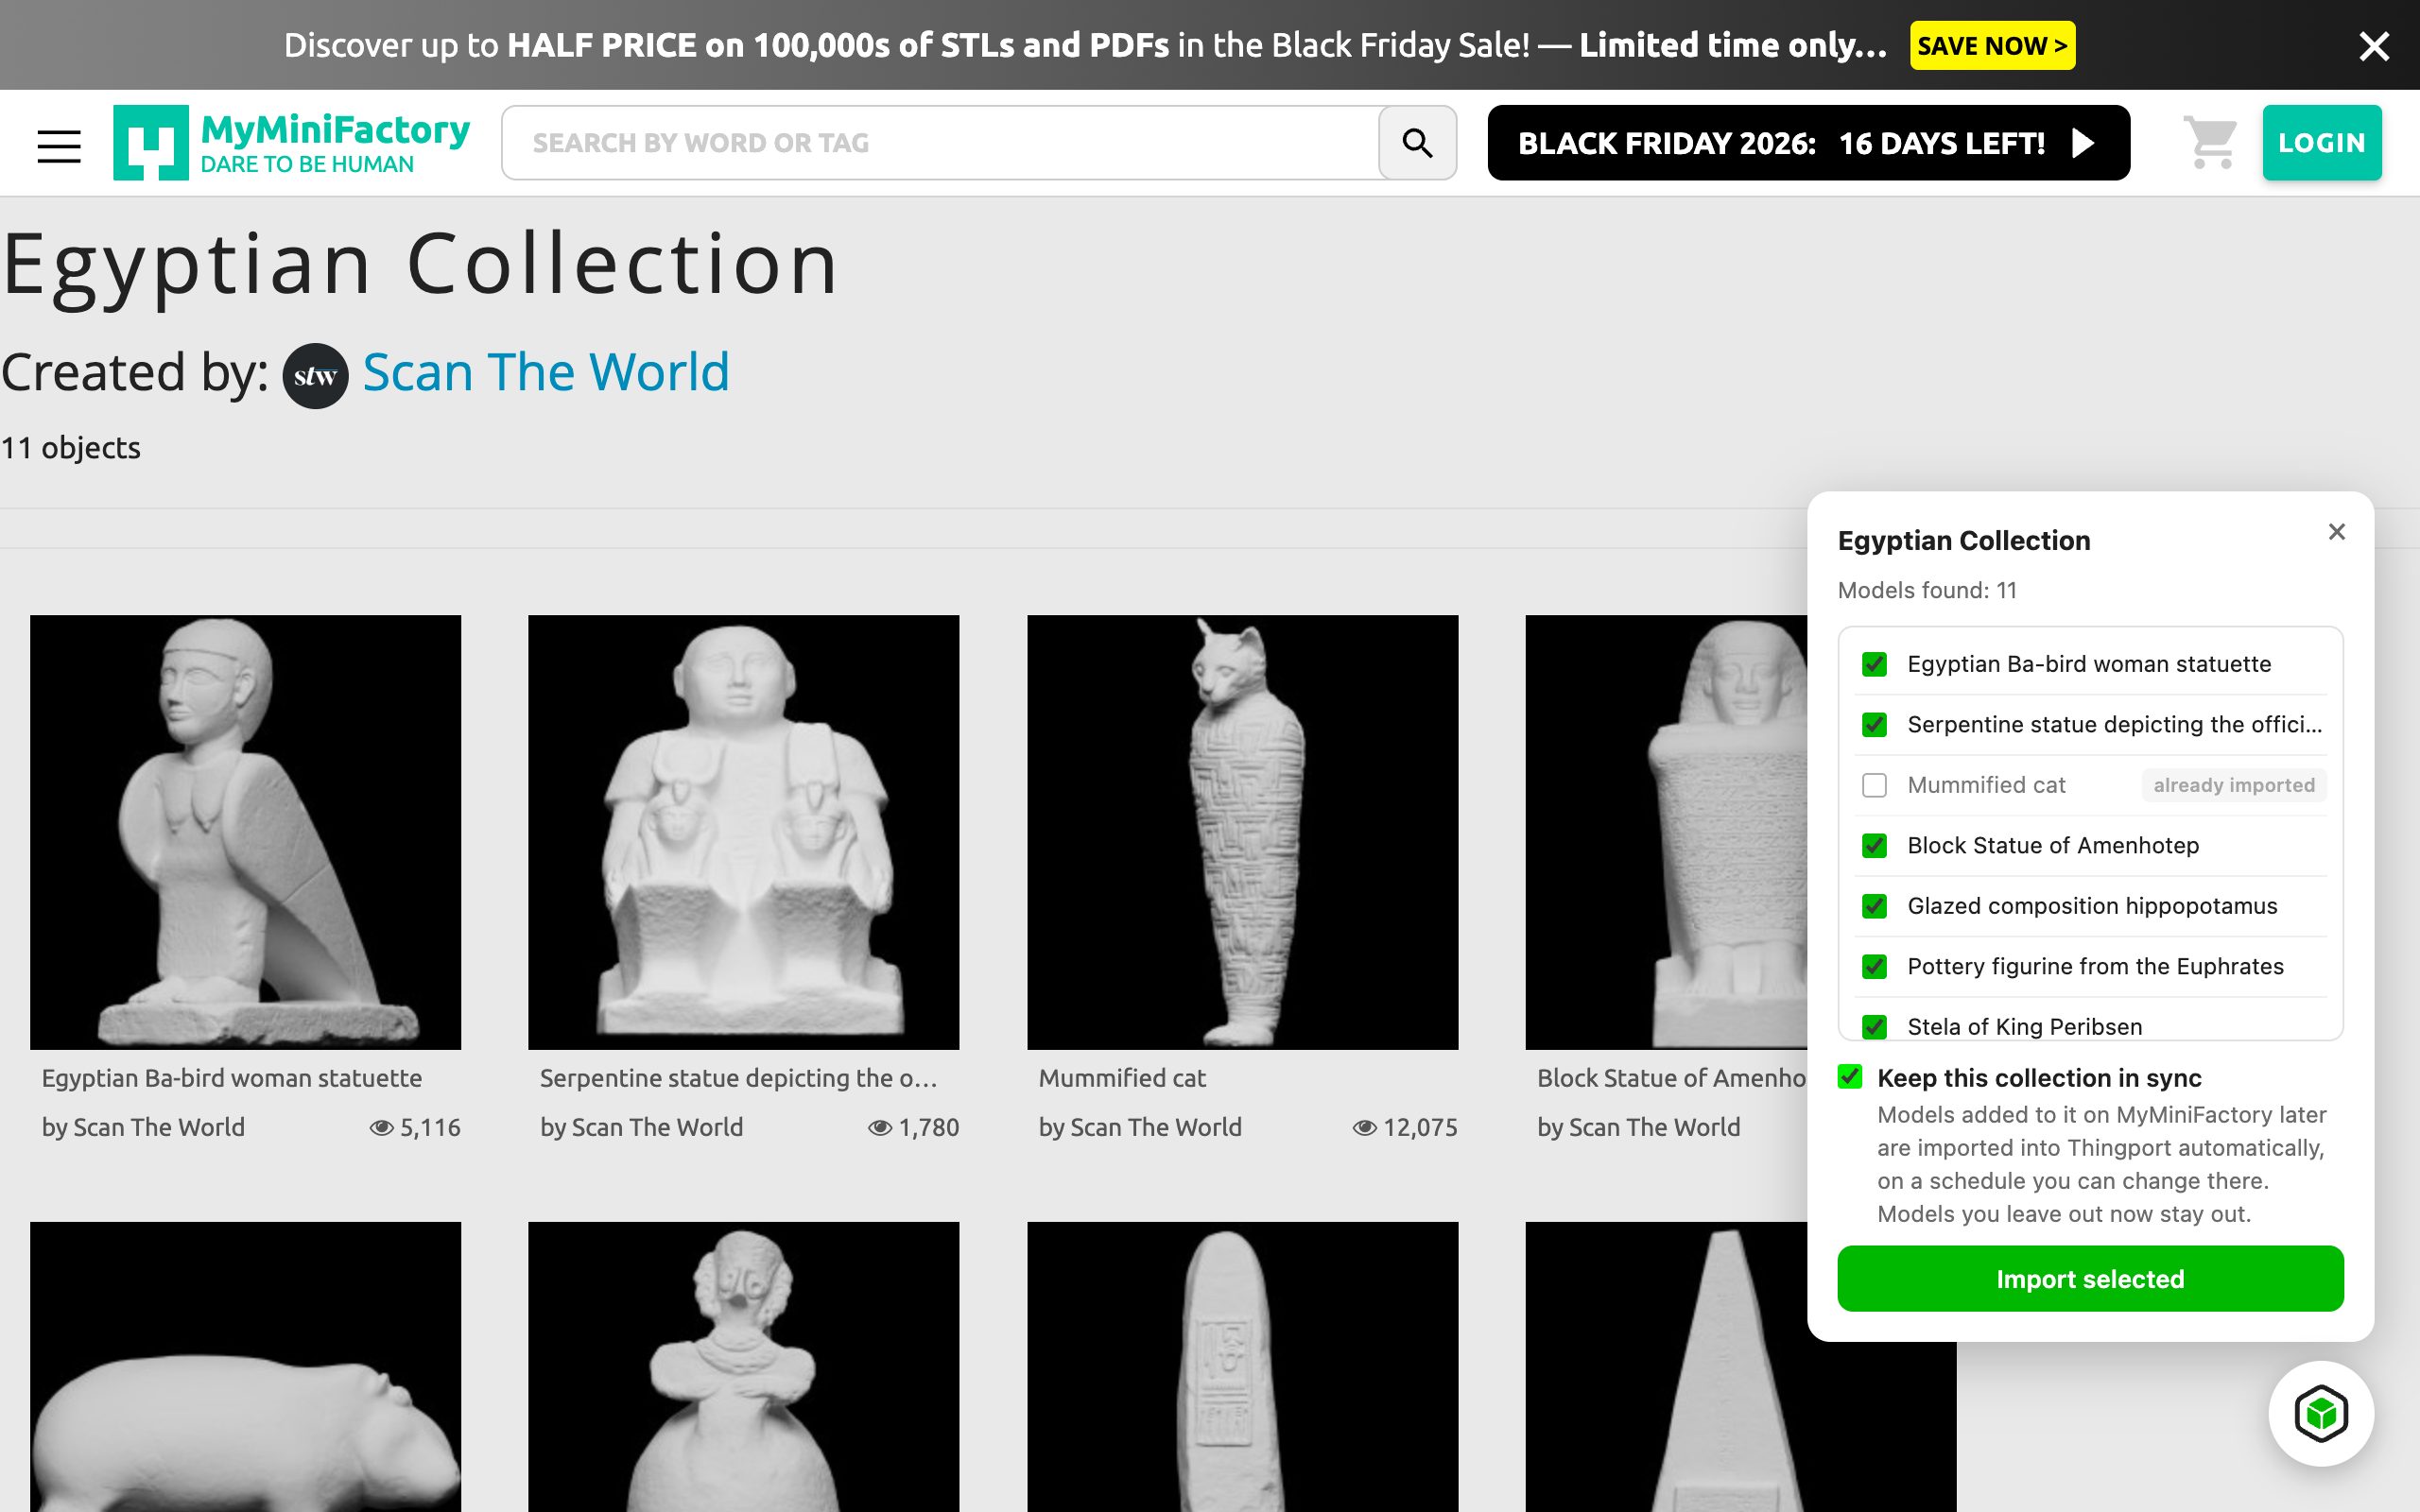 Discover up to HALF PRICE on 100,000s of STLs and PDFs in the Black Friday Sale! — Limited time only...
SAVE NOW >
MyMiniFactory
DARE TO BE HUMAN
SEARCH BY WORD OR TAG
BLACK FRIDAY 2026: 16 DAYS LEFT!
LOGIN
Egyptian Collection
Created by: stw Scan The World
11 objects
Egyptian Ba-bird woman statuette
by Scan The World 5,116
Serpentine statue depicting the o...
by Scan The World 1,780
Mummified cat
by Scan The World 12,075
Block Statue of Amenho
by Scan The World
Egyptian Collection
Models found: 11
Egyptian Ba-bird woman statuette
Serpentine statue depicting the offici...
Mummified cat already imported
Block Statue of Amenhotep
Glazed composition hippopotamus
Pottery figurine from the Euphrates
Stela of King Peribsen
Keep this collection in sync
Models added to it on MyMiniFactory later
are imported into Thingport automatically,
on a schedule you can change there.
Models you leave out now stay out.
Import selected